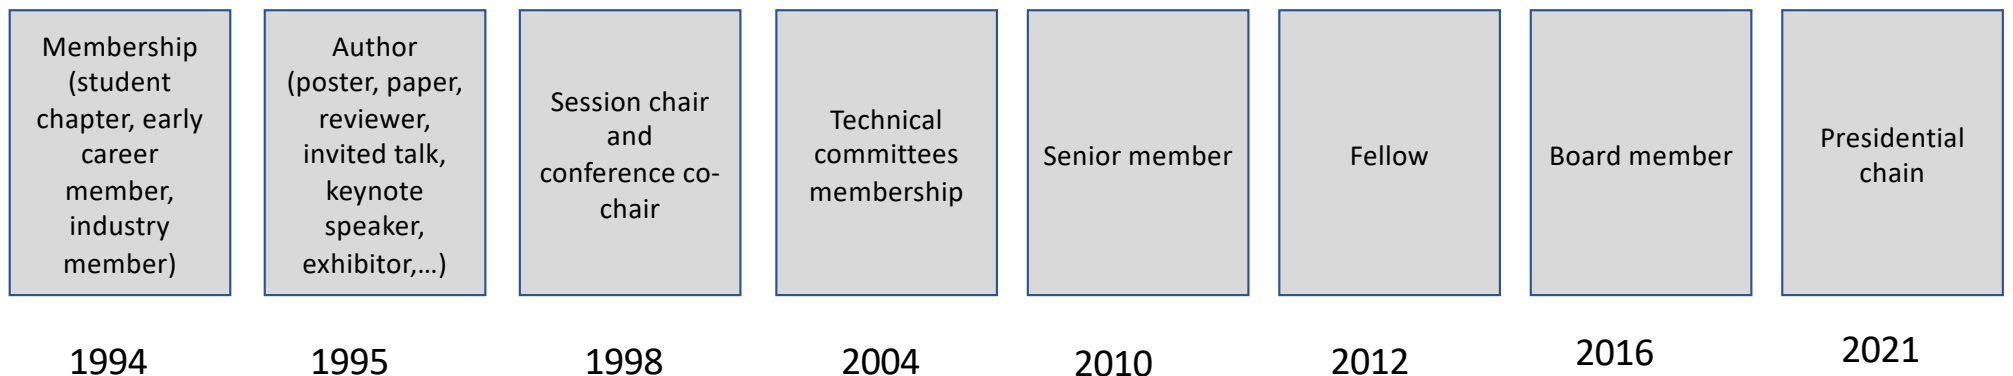 Membership
(student
chapter, early
career
member,
industry
member)
Author
(poster, paper,
reviewer,
invited talk,
keynote
speaker,
exhibitor,…)
Session chair
and
conference co-
chair
Technical
committees
membership
Senior member
Fellow
Board member
Presidential
chain
1994
1995
1998
2004
2010
2012
2016
2021